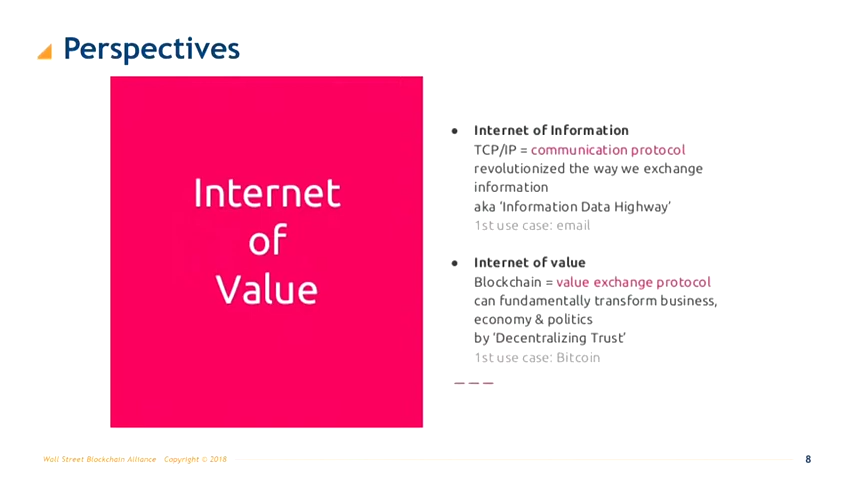 Perspectives
Internet
of
Value
● Internet of Information
TCP/IP = communication protocol
revolutionized the way we exchange
information
aka ‘Information Data Highway’
1st use case: email
● Internet of value
Blockchain = value exchange protocol
can fundamentally transform business,
economy & politics
by ‘Decentralizing Trust’
1st use case: Bitcoin
Wall Street Blockchain Alliance Copyright © 2018
8